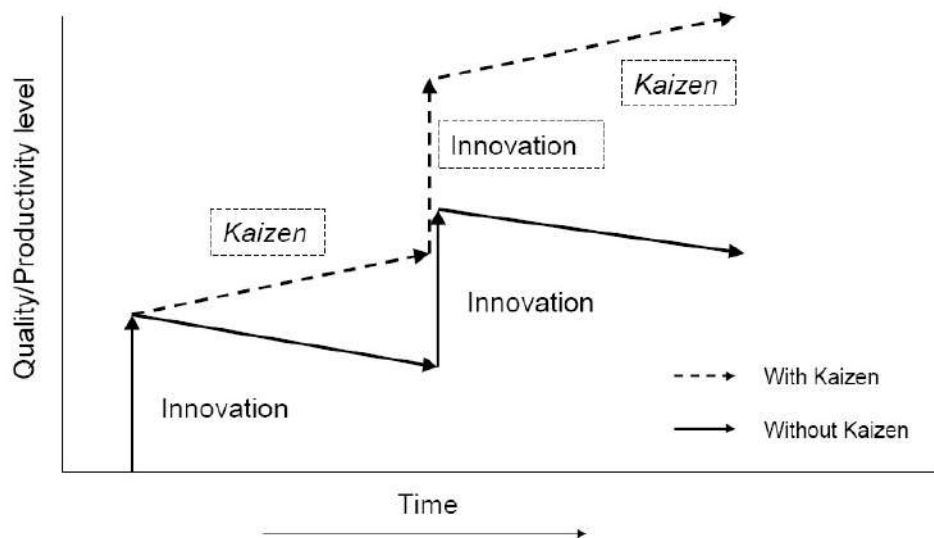 Quality/Productivity level
Kaizen
Innovation
Kaizen
Innovation
Innovation
With Kaizen
Without Kaizen
Time